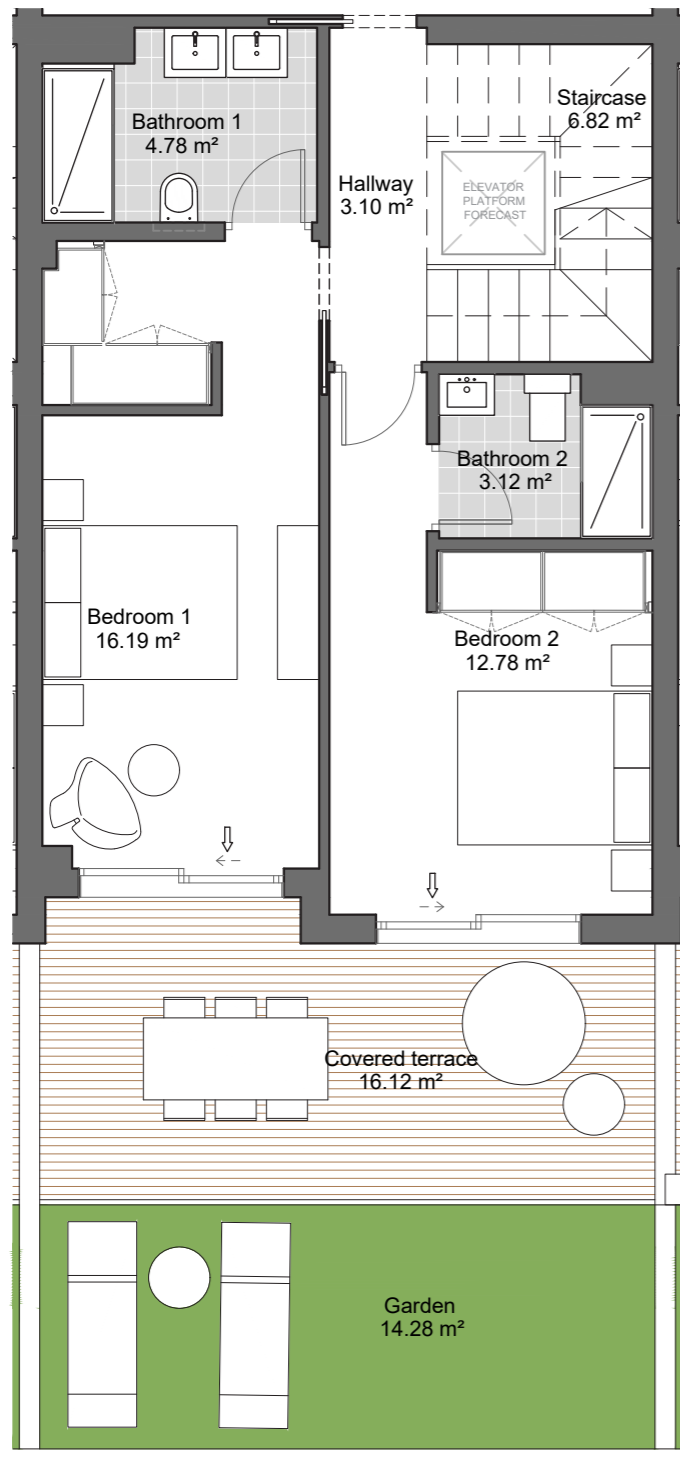 Bathroom 1
4.78 m²
Staircase
6.82 m²
Hallway
3.10 m²
ELEVATOR
PLATFORM
FORECAST
Bathroom 2
3.12 m²
Bedroom 1
16.19 m²
Bedroom 2
12.78 m²
Covered terrace
16.12 m²
Garden
14.28 m²